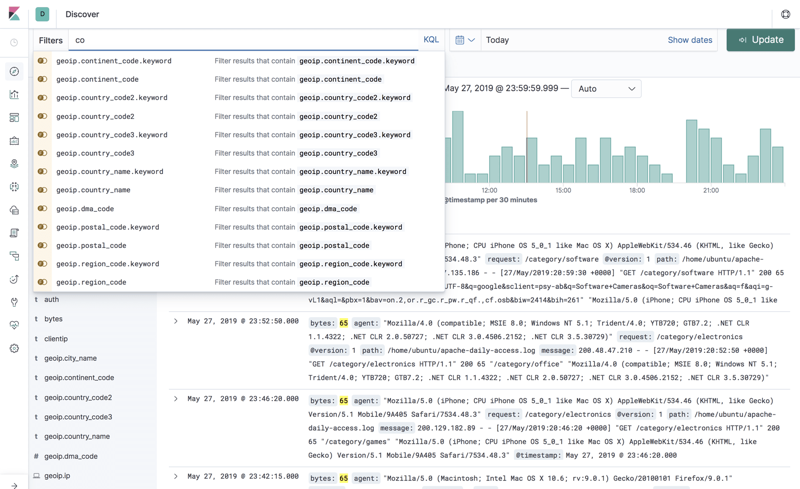 D Discover
Filters co KQL Today Show dates Update
geoip.continent_code.keyword Filter results that contain geoip.continent_code.keyword
geoip.continent_code Filter results that contain geoip.continent_code
geoip.country_code2.keyword Filter results that contain geoip.country_code2.keyword
geoip.country_code2 Filter results that contain geoip.country_code2
geoip.country_code3.keyword Filter results that contain geoip.country_code3.keyword
geoip.country_code3 Filter results that contain geoip.country_code3
geoip.country_name.keyword Filter results that contain geoip.country_name.keyword
geoip.country_name Filter results that contain geoip.country_name
geoip.dma_code Filter results that contain geoip.dma_code
geoip.postal_code.keyword Filter results that contain geoip.postal_code.keyword
geoip.postal_code Filter results that contain geoip.postal_code
geoip.region_code.keyword Filter results that contain geoip.region_code.keyword
geoip.region_code Filter results that contain geoip.region_code
May 27, 2019 @ 23:59:59.999 — Auto
12:00 15:00 18:00 21:00
@timestamp per 30 minutes
iPhone; CPU iPhone OS 5_0_1 like Mac OS X) AppleWebKit/534.46 (KHTML, like Gecko)
534.48.3" request: /category/software @version: 1 path: /home/ubuntu/apache-
.135.186 - - [27/May/2019:20:59:30 +0000] "GET /category/software HTTP/1.1" 200 65
UTF-8&q=google&client=psy-ab&q=Software+Cameras&oq=Software+Cameras&aq=f&aqi=g-
vL1&aql=&pbx=1&bav=on.2,or.r_gc.r_pw.r_qf.,cf.osb&biw=2414&bih=261" "Mozilla/5.0 (iPhone; CPU iPhone OS 5_0_1 like
t auth
t bytes
t clientip
t geoip.city_name
t geoip.continent_code
t geoip.country_code2
t geoip.country_code3
t geoip.country_name
# geoip.dma_code
geoip.ip
May 27, 2019 @ 23:52:50.000 bytes: 65 agent: "Mozilla/4.0 (compatible; MSIE 8.0; Windows NT 5.1; Trident/4.0; YTB720; GTB7.2; .NET CLR
1.1.4322; .NET CLR 2.0.50727; .NET CLR 3.0.4506.2152; .NET CLR 3.5.30729)" request: /category/electronics
@version: 1 path: /home/ubuntu/apache-daily-access.log message: 200.48.47.210 - - [27/May/2019:20:52:50 +0000]
"GET /category/electronics HTTP/1.1" 200 65 "/category/office" "Mozilla/4.0 (compatible; MSIE 8.0; Windows NT 5.1;
Trident/4.0; YTB720; GTB7.2; .NET CLR 1.1.4322; .NET CLR 2.0.50727; .NET CLR 3.0.4506.2152; .NET CLR 3.5.30729)"
May 27, 2019 @ 23:46:20.000 bytes: 65 agent: "Mozilla/5.0 (iPhone; CPU iPhone OS 5_0_1 like Mac OS X) AppleWebKit/534.46 (KHTML, like Gecko)
Version/5.1 Mobile/9A405 Safari/7534.48.3" request: /category/electronics @version: 1 path: /home/ubuntu/apache-
daily-access.log message: 200.129.182.89 - - [27/May/2019:20:46:20 +0000] "GET /category/electronics HTTP/1.1" 200
65 "/category/games" "Mozilla/5.0 (iPhone; CPU iPhone OS 5_0_1 like Mac OS X) AppleWebKit/534.46 (KHTML, like Gecko)
Version/5.1 Mobile/9A405 Safari/7534.48.3" @timestamp: May 27, 2019 @ 23:46:20.000
May 27, 2019 @ 23:42:15.000 bytes: 65 agent: "Mozilla/5.0 (Macintosh; Intel Mac OS X 10.6; rv:9.0.1) Gecko/20100101 Firefox/9.0.1"